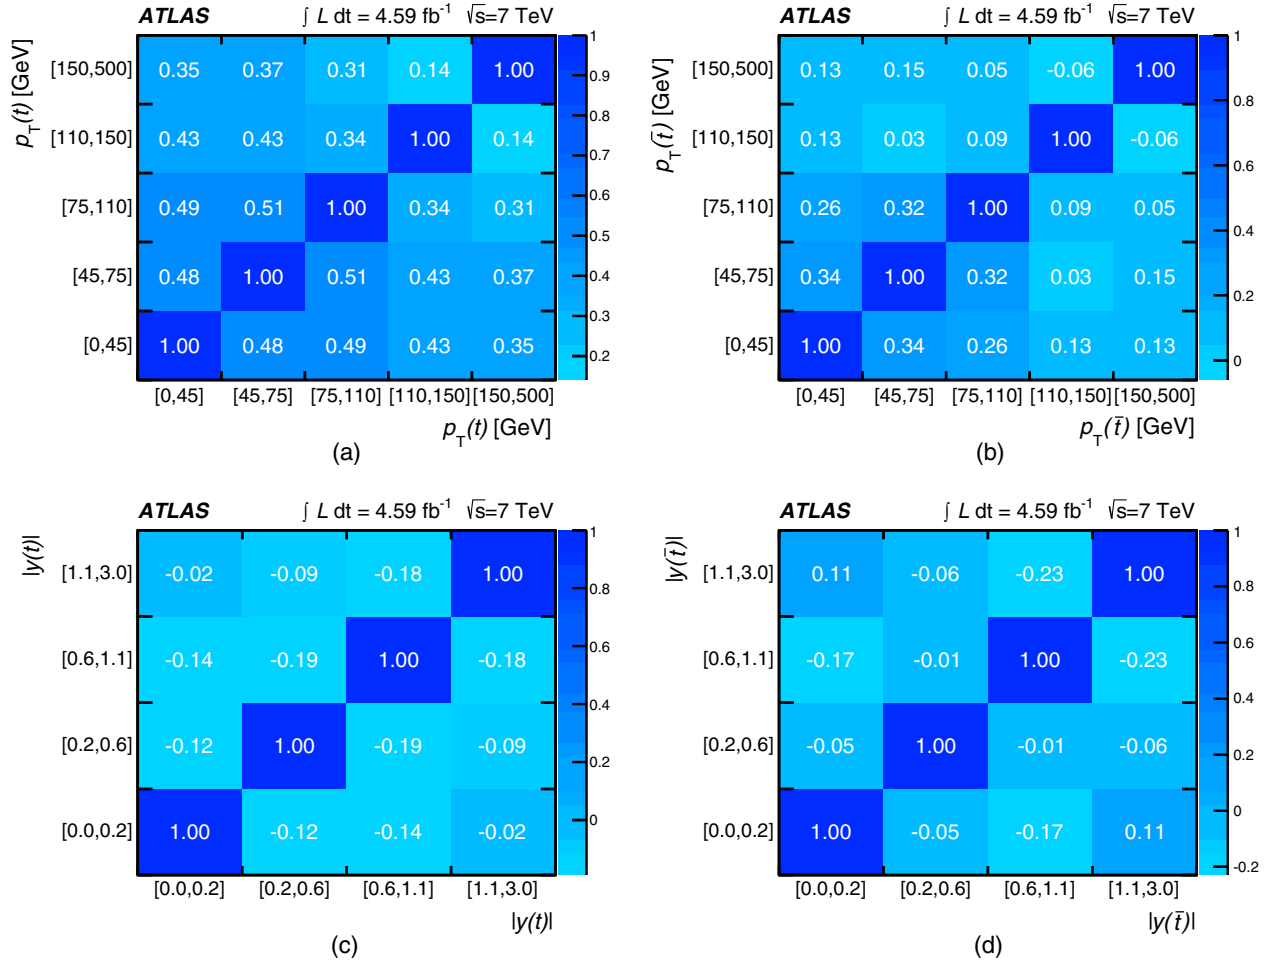 ATLAS ∫ L dt = 4.59 fb⁻¹ √s=7 TeV
p_T(t) [GeV]
[150,500] 0.35 0.37 0.31 0.14 1.00
[110,150] 0.43 0.43 0.34 1.00 0.14
[75,110] 0.49 0.51 1.00 0.34 0.31
[45,75] 0.48 1.00 0.51 0.43 0.37
[0,45] 1.00 0.48 0.49 0.43 0.35
[0,45] [45,75] [75,110] [110,150] [150,500]
p_T(t) [GeV]
1
0.9
0.8
0.7
0.6
0.5
0.4
0.3
0.2
(a)
ATLAS ∫ L dt = 4.59 fb⁻¹ √s=7 TeV
p_T(t̄) [GeV]
[150,500] 0.13 0.15 0.05 -0.06 1.00
[110,150] 0.13 0.03 0.09 1.00 -0.06
[75,110] 0.26 0.32 1.00 0.09 0.05
[45,75] 0.34 1.00 0.32 0.03 0.15
[0,45] 1.00 0.34 0.26 0.13 0.13
[0,45] [45,75] [75,110] [110,150] [150,500]
p_T(t̄) [GeV]
1
0.8
0.6
0.4
0.2
0
(b)
ATLAS ∫ L dt = 4.59 fb⁻¹ √s=7 TeV
|y(t)|
[1.1,3.0] -0.02 -0.09 -0.18 1.00
[0.6,1.1] -0.14 -0.19 1.00 -0.18
[0.2,0.6] -0.12 1.00 -0.19 -0.09
[0.0,0.2] 1.00 -0.12 -0.14 -0.02
[0.0,0.2] [0.2,0.6] [0.6,1.1] [1.1,3.0]
|y(t)|
1
0.8
0.6
0.4
0.2
0
(c)
ATLAS ∫ L dt = 4.59 fb⁻¹ √s=7 TeV
|y(t̄)|
[1.1,3.0] 0.11 -0.06 -0.23 1.00
[0.6,1.1] -0.17 -0.01 1.00 -0.23
[0.2,0.6] -0.05 1.00 -0.01 -0.06
[0.0,0.2] 1.00 -0.05 -0.17 0.11
[0.0,0.2] [0.2,0.6] [0.6,1.1] [1.1,3.0]
|y(t̄)|
1
0.8
0.6
0.4
0.2
0
-0.2
(d)